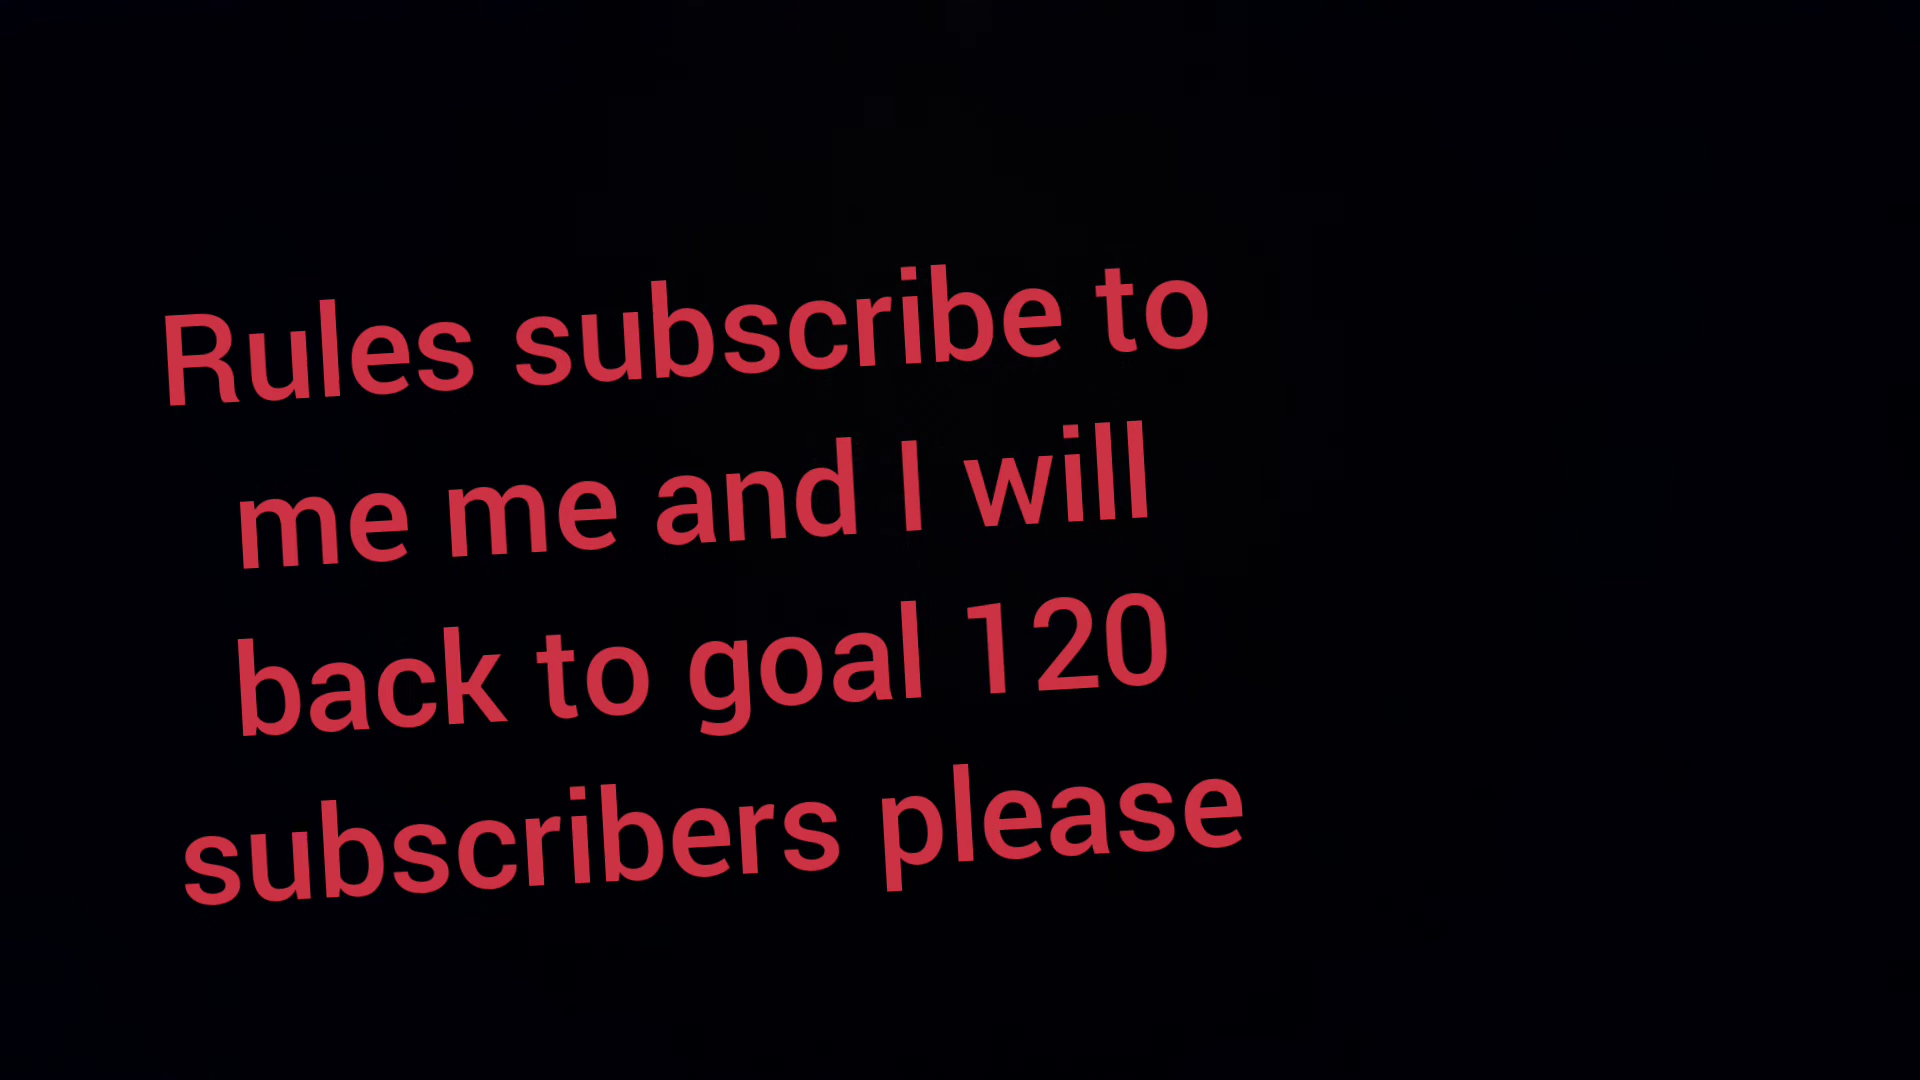 Rules subscribe to
me me and I will
back to goal 120
subscribers please